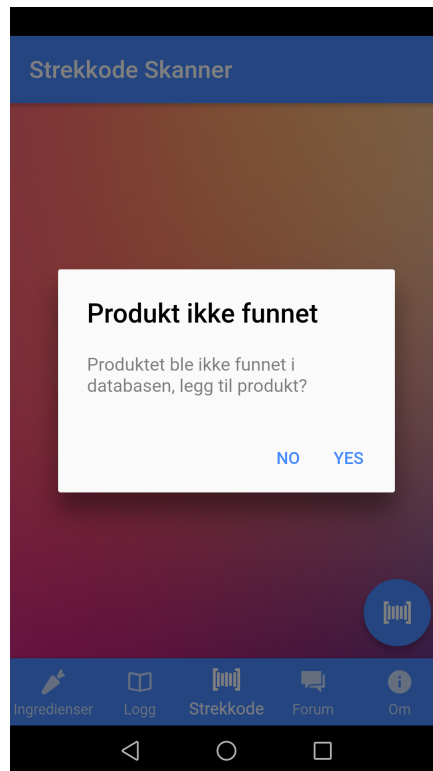 Strekkode Skanner
Produkt ikke funnet
Produktet ble ikke funnet i
databasen, legg til produkt?
NO YES
Ingredienser Logg Strekkode Forum Om